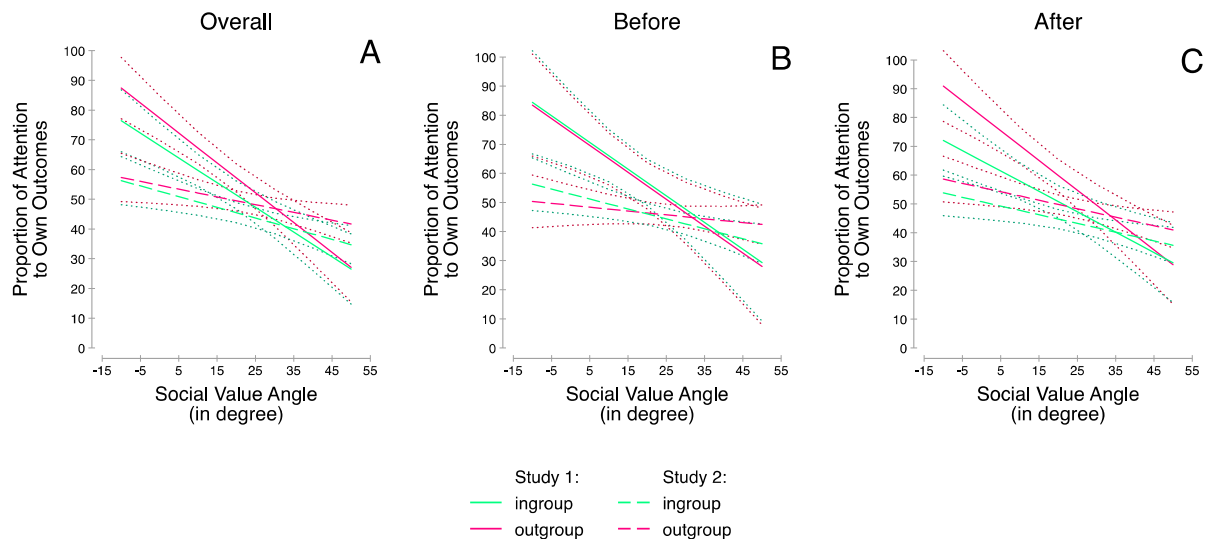 Overall
A
Proportion of Attention
to Own Outcomes
100
90
80
70
60
50
40
30
20
10
0
-15 -5 5 15 25 35 45 55
Social Value Angle
(in degree)
Before
B
Proportion of Attention
to Own Outcomes
100
90
80
70
60
50
40
30
20
10
0
-15 -5 5 15 25 35 45 55
Social Value Angle
(in degree)
After
C
Proportion of Attention
to Own Outcomes
100
90
80
70
60
50
40
30
20
10
0
-15 -5 5 15 25 35 45 55
Social Value Angle
(in degree)
Study 1:
ingroup
outgroup
Study 2:
ingroup
outgroup